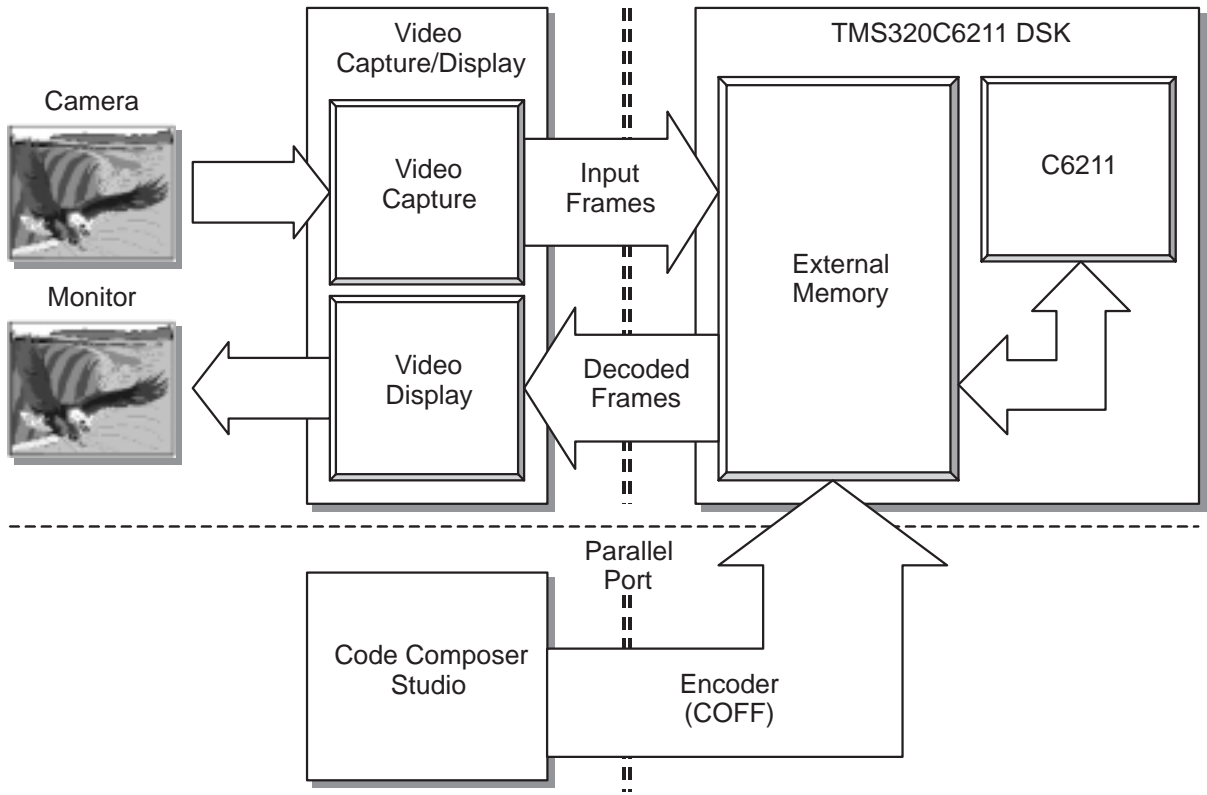 Video
Capture/Display
TMS320C6211 DSK
Camera
Video
Capture
Input
Frames
External
Memory
C6211
Monitor
Video
Display
Decoded
Frames
Parallel
Port
Code Composer
Studio
Encoder
(COFF)